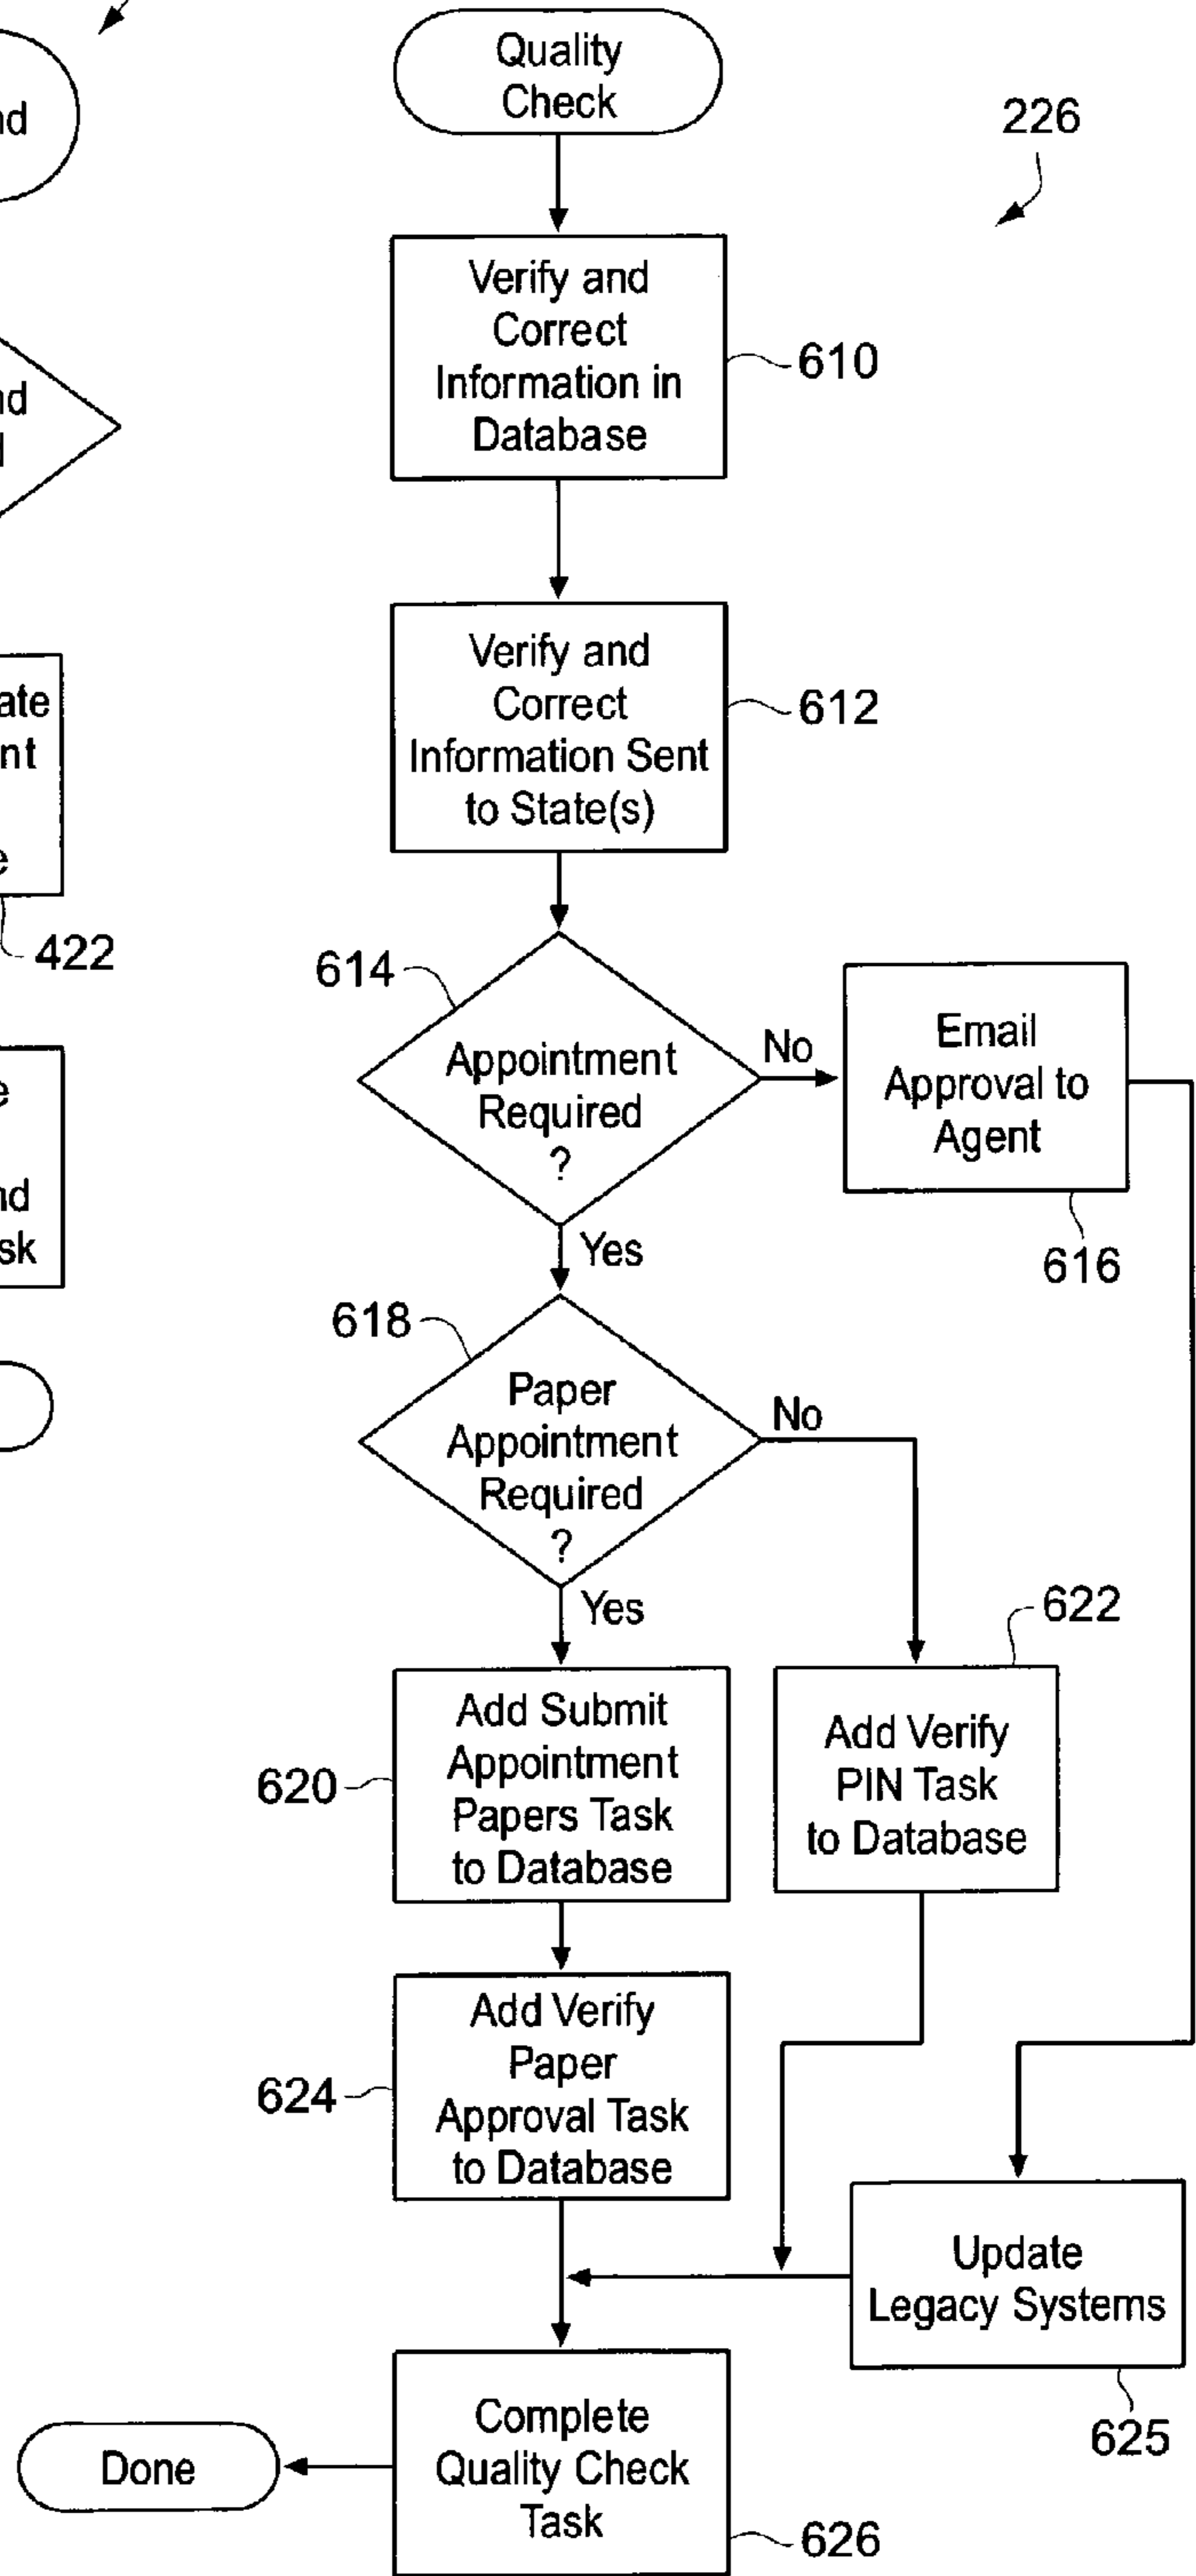 Quality
Check
226
Verify and
Correct
Information in
Database
610
Verify and
Correct
Information Sent
to State(s)
612
422
614
Appointment
Required
?
No
Email
Approval to
Agent
616
Yes
618
Paper
Appointment
Required
?
No
Yes
622
620
Add Submit
Appointment
Papers Task
to Database
Add Verify
PIN Task
to Database
624
Add Verify
Paper
Approval Task
to Database
Update
Legacy Systems
625
Complete
Quality Check
Task
626
Done